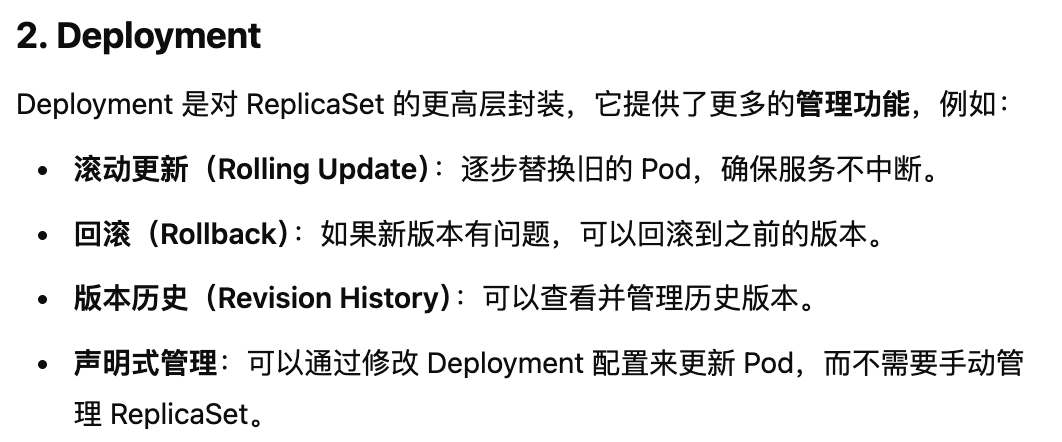 2. Deployment
Deployment 是对 ReplicaSet 的更高层封装，它提供了更多的管理功能，例如：
• 滚动更新（Rolling Update）：逐步替换旧的 Pod，确保服务不中断。
• 回滚（Rollback）：如果新版本有问题，可以回滚到之前的版本。
• 版本历史（Revision History）：可以查看并管理历史版本。
• 声明式管理：可以通过修改 Deployment 配置来更新 Pod，而不需要手动管
理 ReplicaSet。